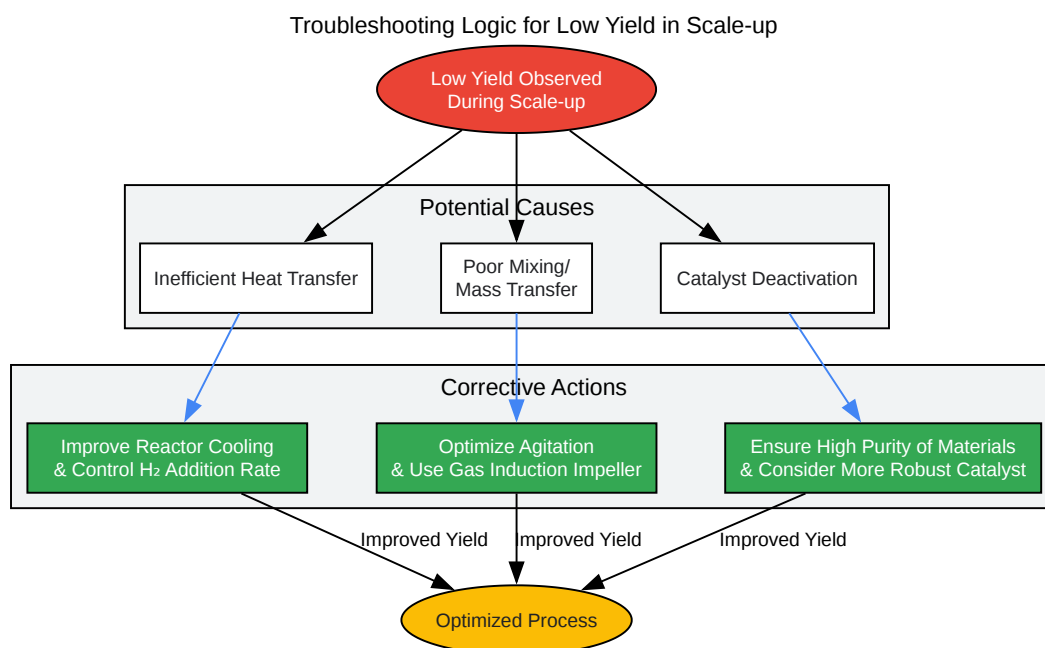 Troubleshooting Logic for Low Yield in Scale-up
Low Yield Observed
During Scale-up
Potential Causes
Inefficient Heat Transfer
Poor Mixing/
Mass Transfer
Catalyst Deactivation
Corrective Actions
Improve Reactor Cooling
& Control H₂ Addition Rate
Optimize Agitation
& Use Gas Induction Impeller
Ensure High Purity of Materials
& Consider More Robust Catalyst
Improved Yield
Improved Yield
Improved Yield
Optimized Process